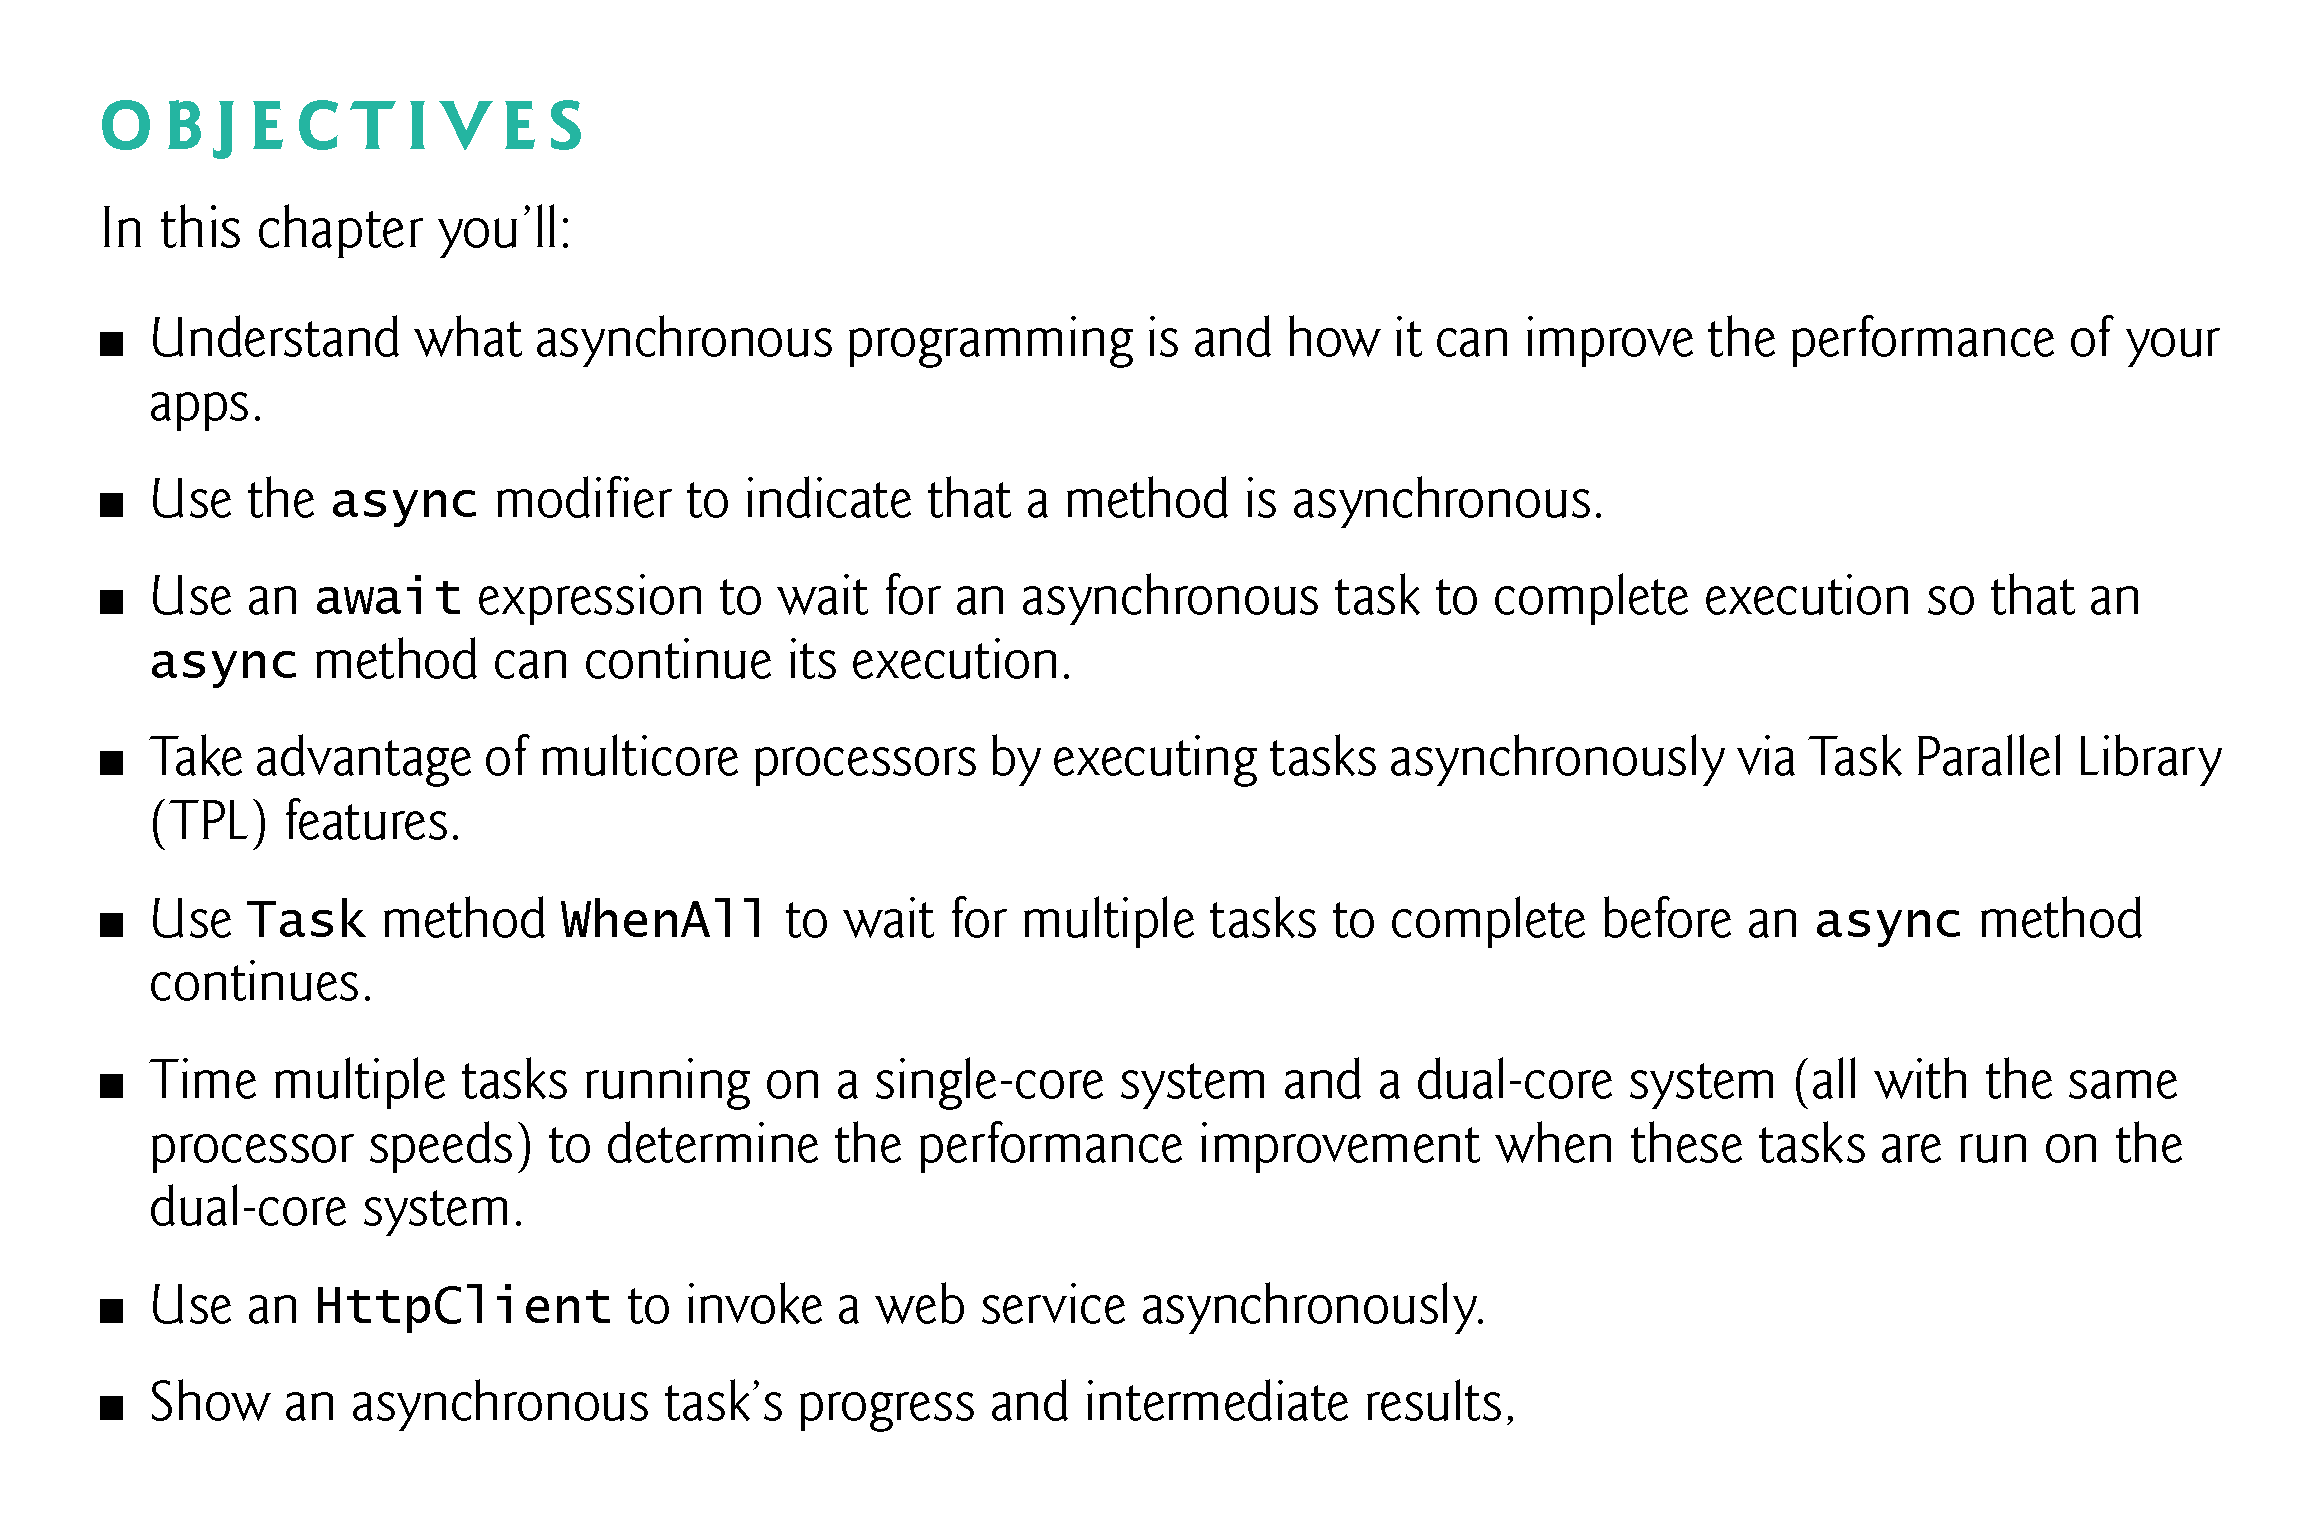 OBJECTIVES
In this chapter you’ll:
■ Understand what asynchronous programming is and how it can improve the performance of your
apps.
■ Use the async modifier to indicate that a method is asynchronous.
■ Use an await expression to wait for an asynchronous task to complete execution so that an
async method can continue its execution.
■ Take advantage of multicore processors by executing tasks asynchronously via Task Parallel Library
(TPL) features.
■ Use Task method WhenAll to wait for multiple tasks to complete before an async method
continues.
■ Time multiple tasks running on a single-core system and a dual-core system (all with the same
processor speeds) to determine the performance improvement when these tasks are run on the
dual-core system.
■ Use an HttpClient to invoke a web service asynchronously.
■ Show an asynchronous task’s progress and intermediate results,